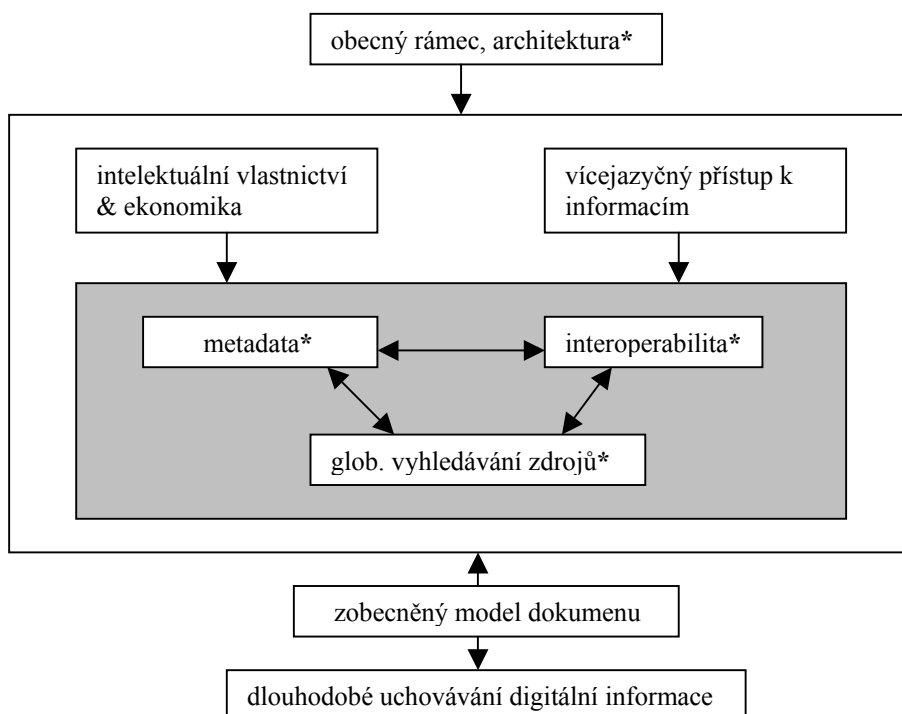 obecný rámec, architektura*
intelektuální vlastnictví
& ekonomika
vícejazyčný přístup k
informacím
metadata*
interoperabilita*
glob. vyhledávání zdrojů*
zobecněný model dokumenu
dlouhodobé uchovávání digitální informace